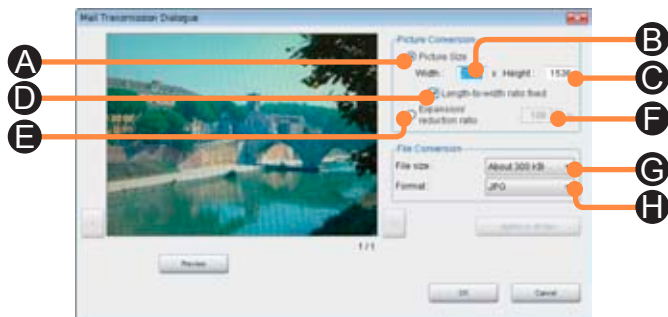 Mail Transmission Dialogue
Picture Conversion
Picture Size
Width : x Height : 1536
Length-to-width ratio fixed
Expansion/
reduction ratio 100
File Conversion
File size : About 300 kB
Format : JPG
1 / 1
Preview
OK Cancel
A
B
C
D
E
F
G
H